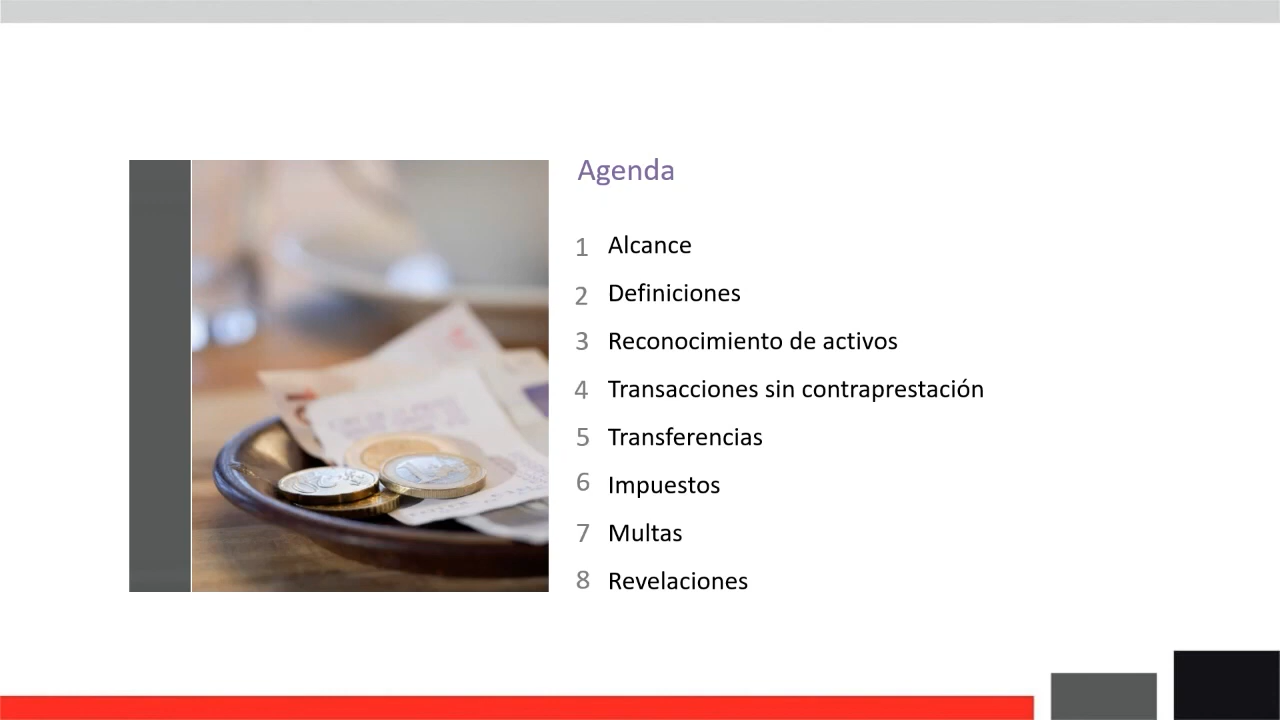 Agenda
1 Alcance
2 Definiciones
3 Reconocimiento de activos
4 Transacciones sin contraprestación
5 Transferencias
6 Impuestos
7 Multas
8 Revelaciones